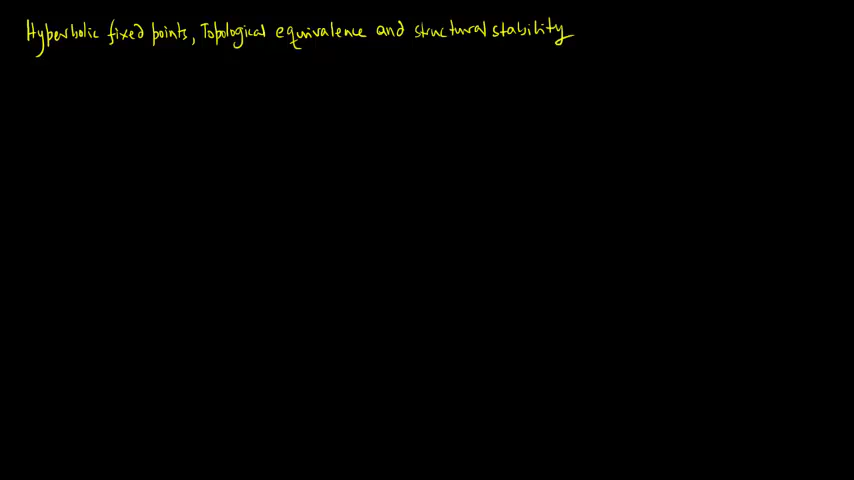 Hyperbolic fixed points, Topological equivalence and structural stability